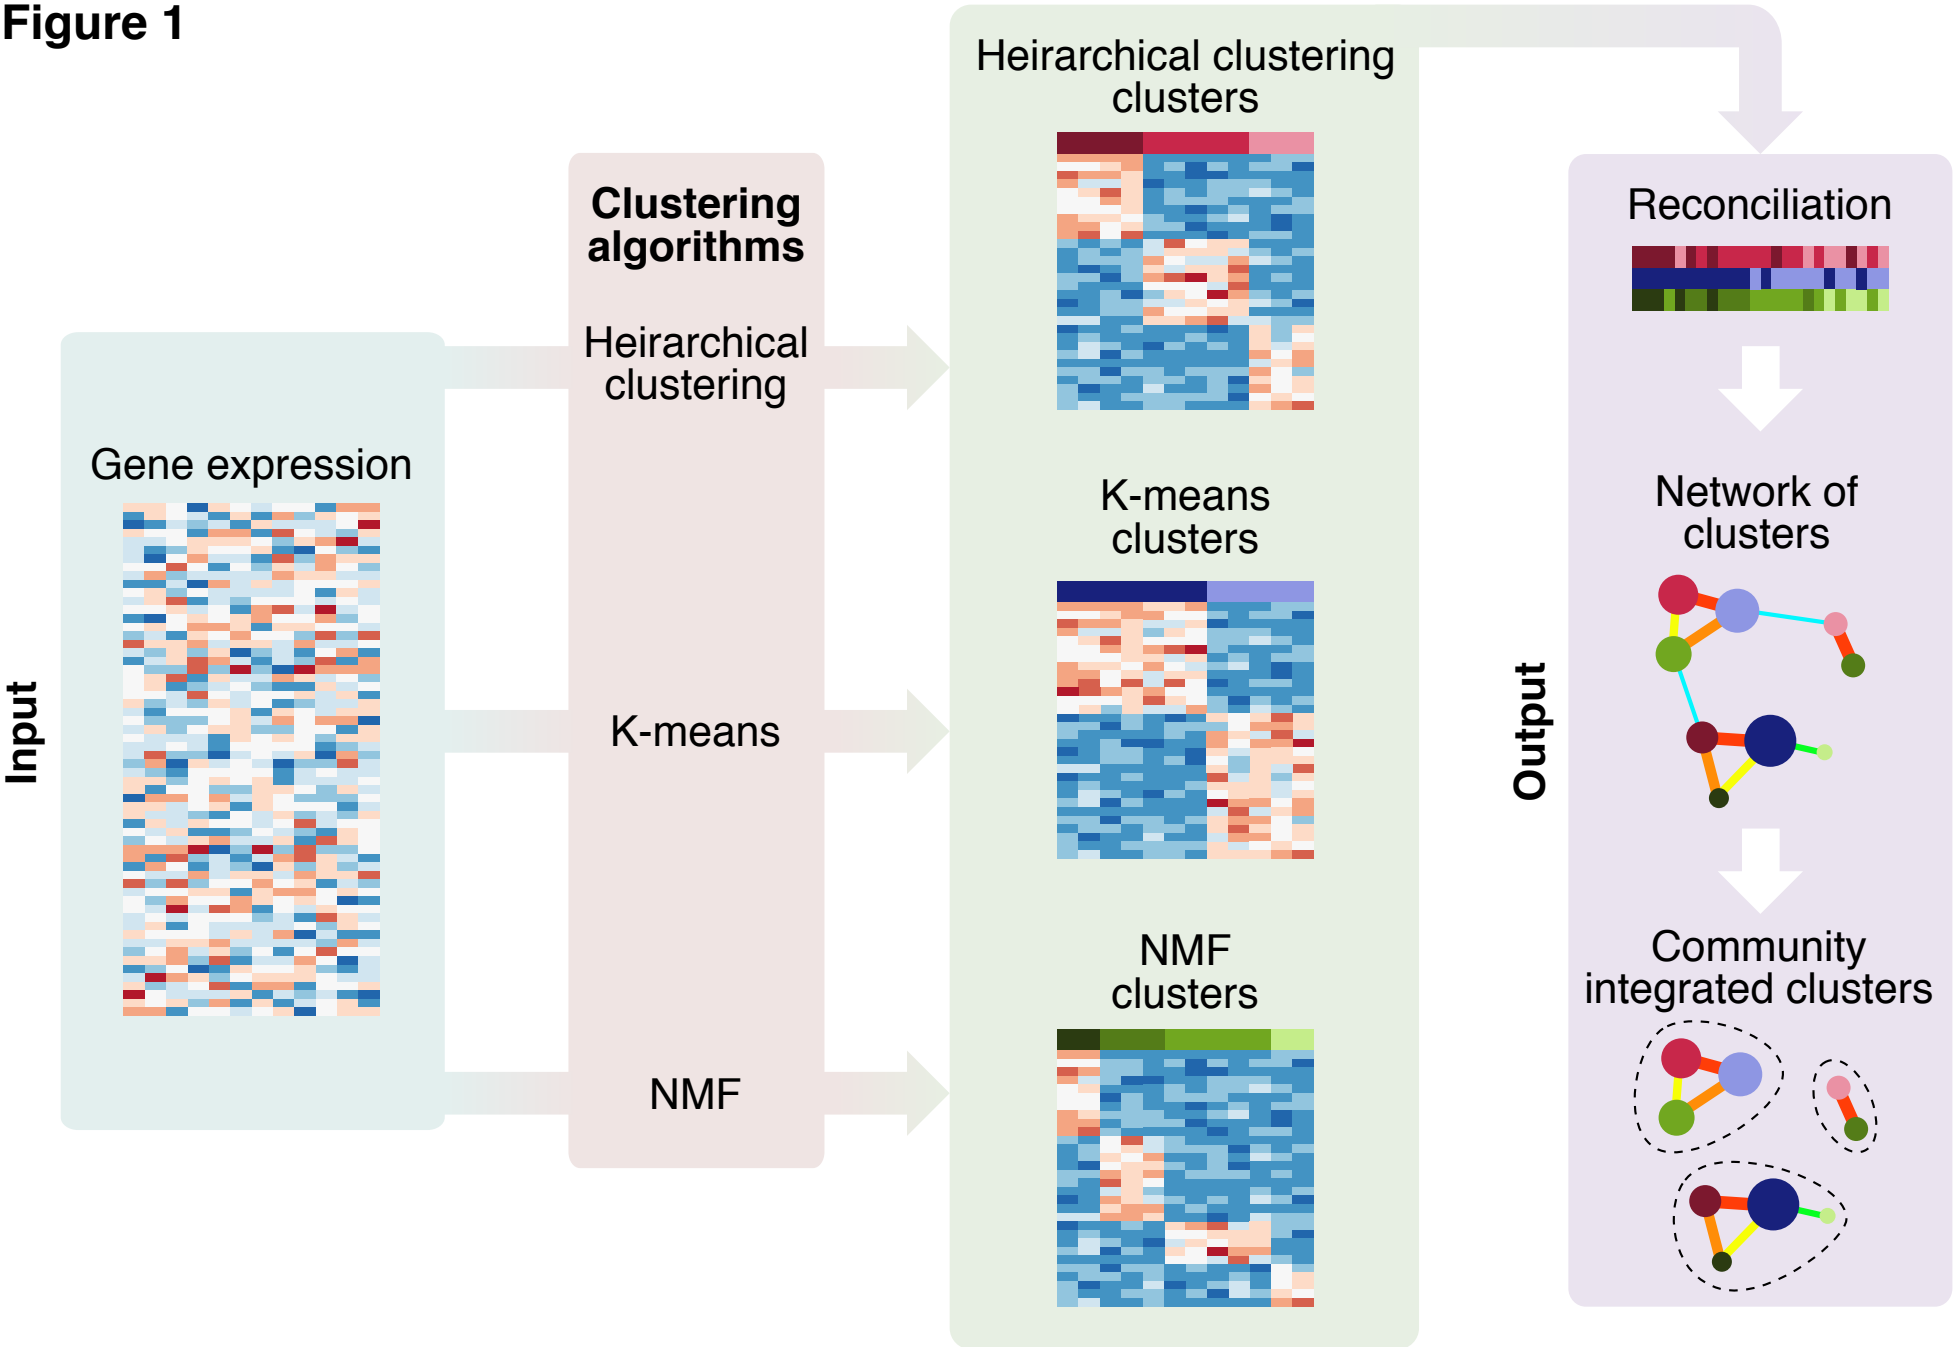 Figure 1
Input
Gene expression
Clustering
algorithms
Heirarchical
clustering
K-means
NMF
Heirarchical clustering
clusters
K-means
clusters
NMF
clusters
Output
Reconciliation
Network of
clusters
Community
integrated clusters